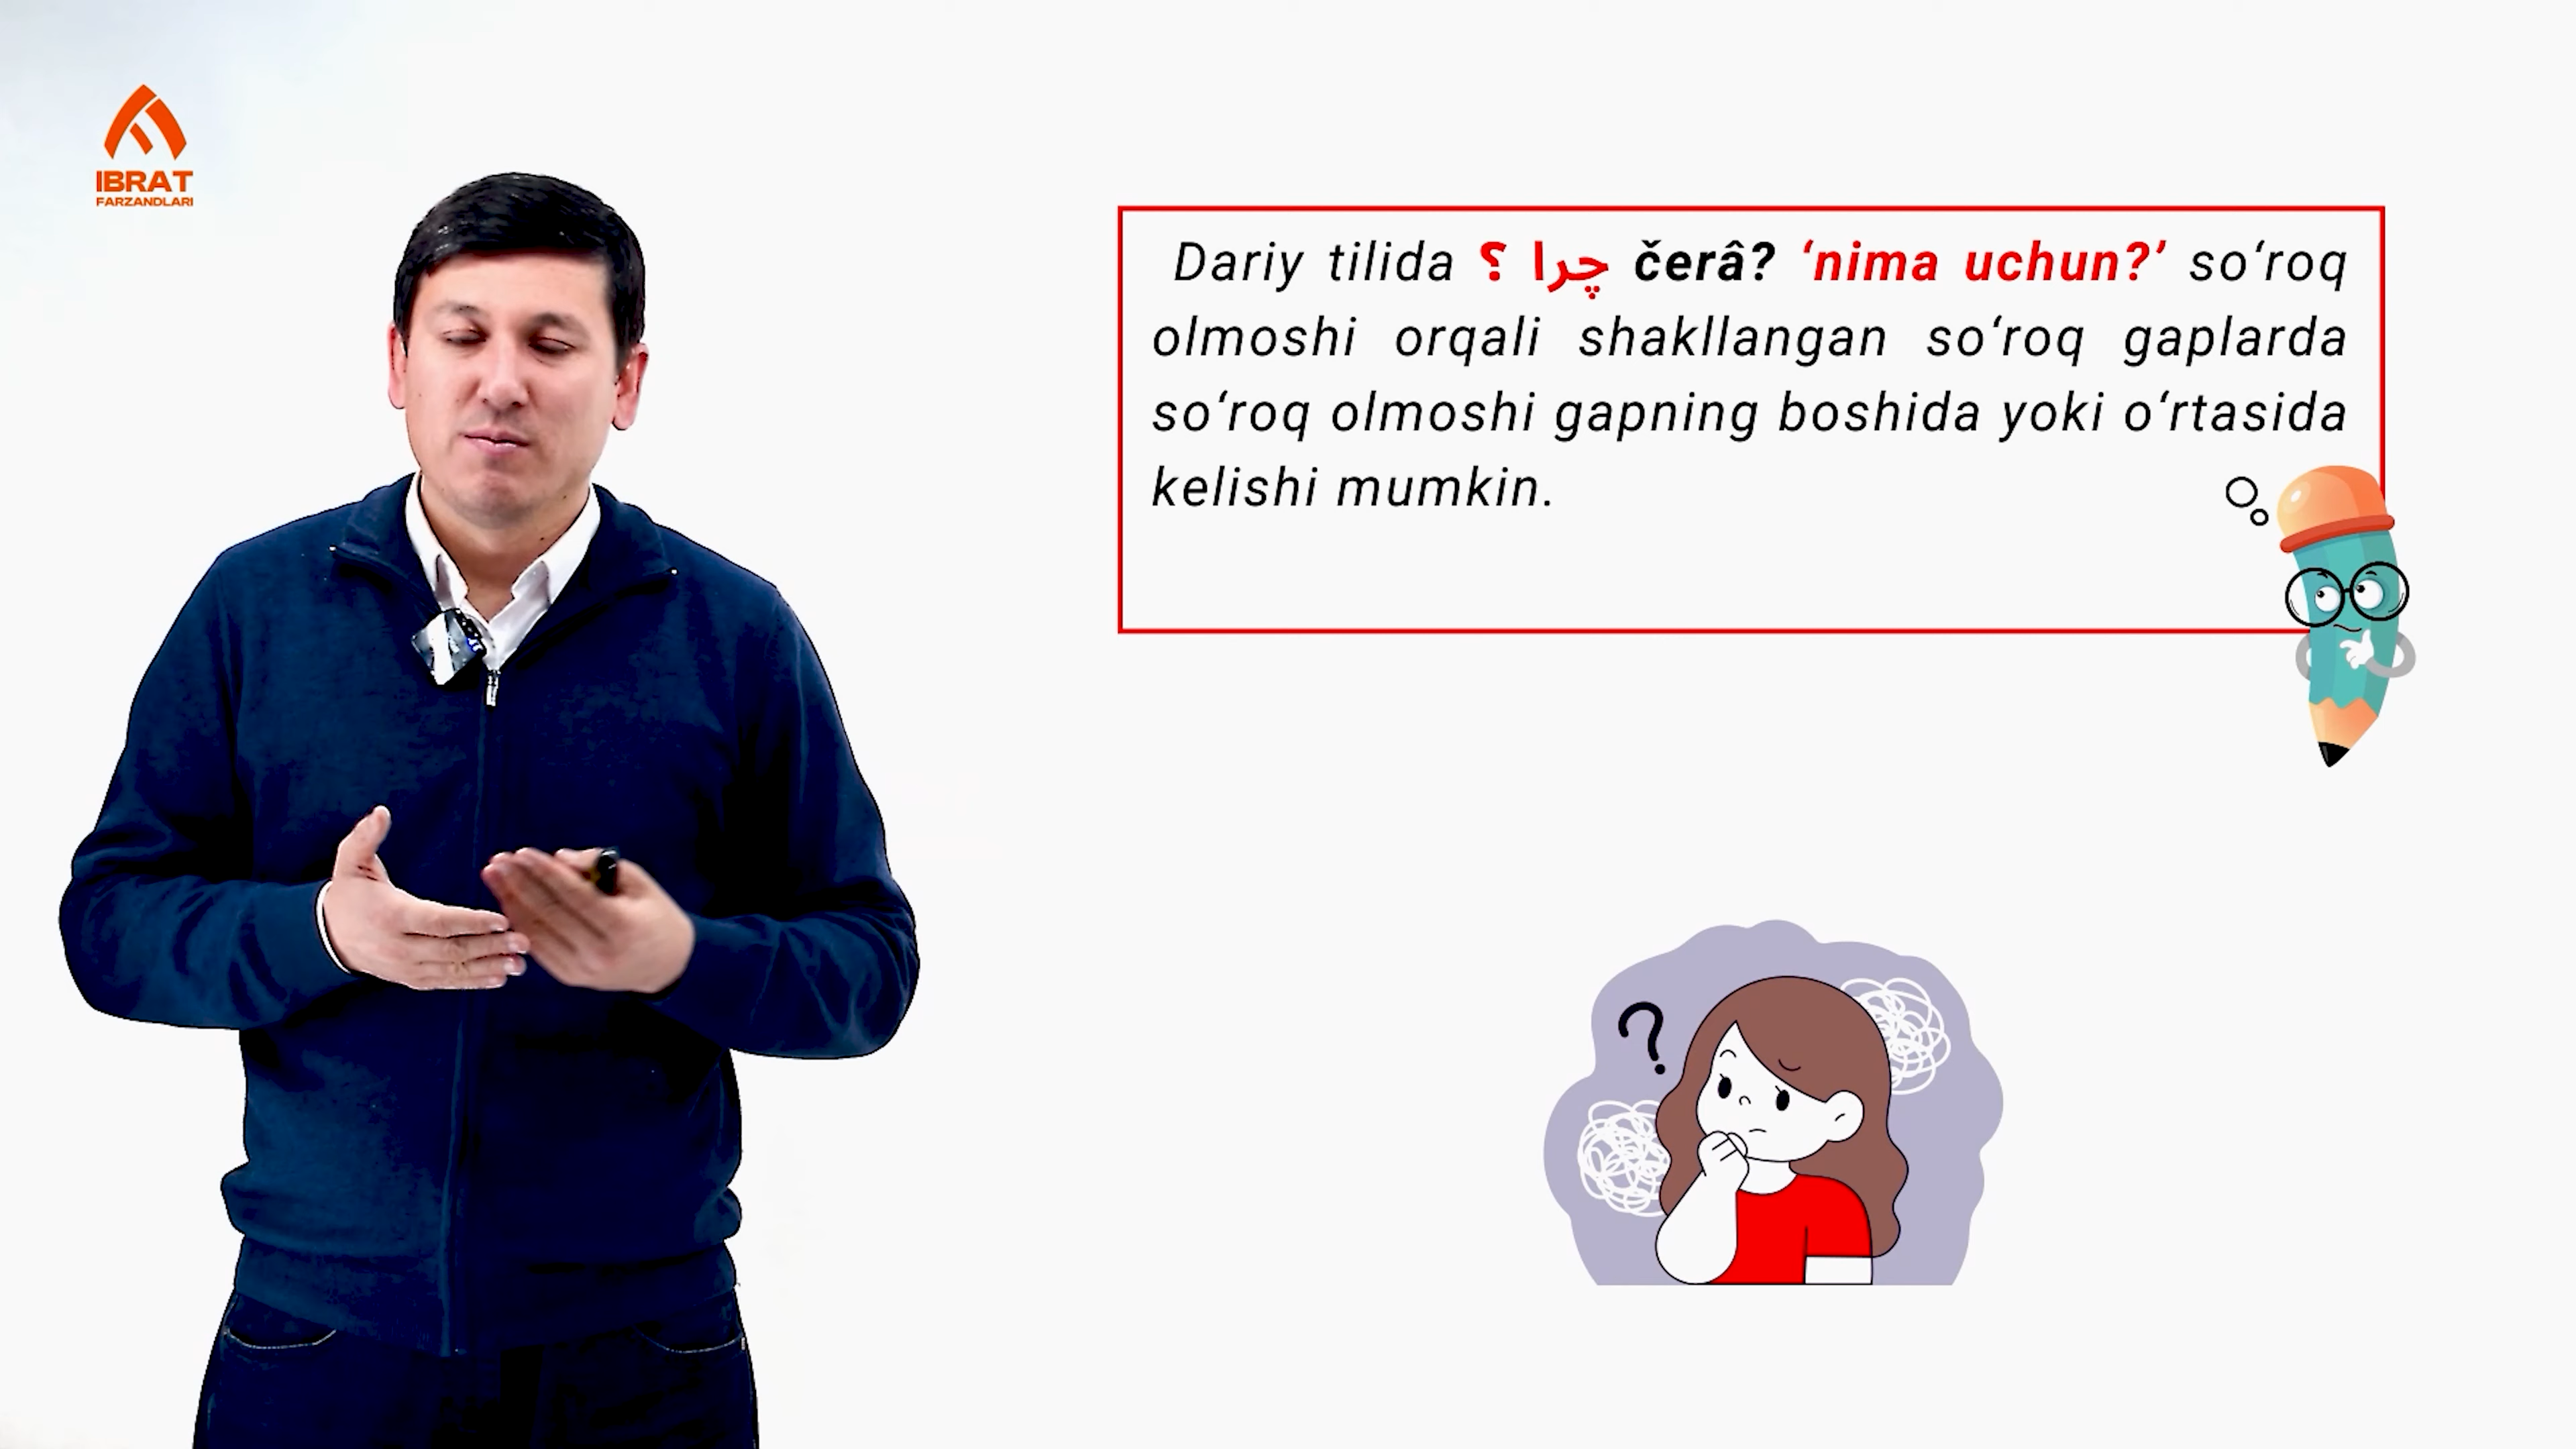 IBRAT
FARZANDLARI
Dariy tilida چرا ؟ čerâ? ‘nima uchun?’ so‘roq
olmoshi orqali shakllangan so‘roq gaplarda
so‘roq olmoshi gapning boshida yoki o‘rtasida
kelishi mumkin.
?